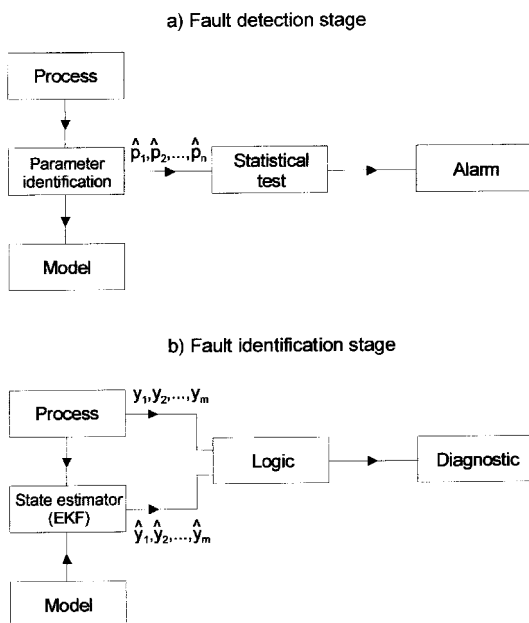 a) Fault detection stage
Process
Parameter
identification
p̂₁,p̂₂,...,p̂ₙ
Statistical
test
Alarm
Model
b) Fault identification stage
Process
y₁,y₂,...,yₘ
Logic
Diagnostic
State estimator
(EKF)
ŷ₁,ŷ₂,...,ŷₘ
Model